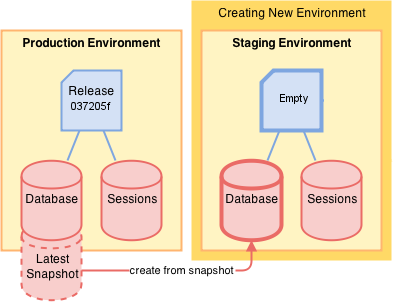 Creating New Environment
Production Environment
Staging Environment
Release
037205f
Empty
Database
Sessions
Database
Sessions
Latest
Snapshot
create from snapshot